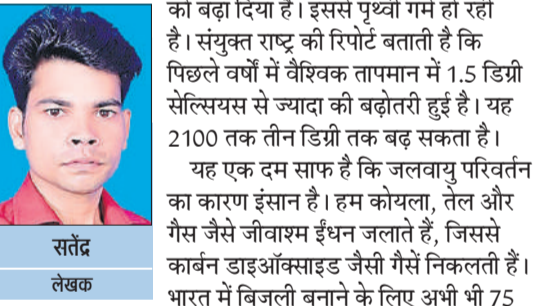 को बढ़ा दिया है। इससे पृथ्वी गर्म हो रही
है। संयुक्त राष्ट्र की रिपोर्ट बताती है कि
पिछले वर्षों में वैश्विक तापमान में 1.5 डिग्री
सेल्सियस से ज्यादा की बढ़ोतरी हुई है। यह
2100 तक तीन डिग्री तक बढ़ सकता है।
यह एक दम साफ है कि जलवायु परिवर्तन
का कारण इंसान है। हम कोयला, तेल और
गैस जैसे जीवाश्म ईंधन जलाते हैं, जिससे
कार्बन डाइऑक्साइड जैसी गैसें निकलती हैं।
भारत में बिजली बनाने के लिए अभी भी 75
सतेंद्र
लेखक